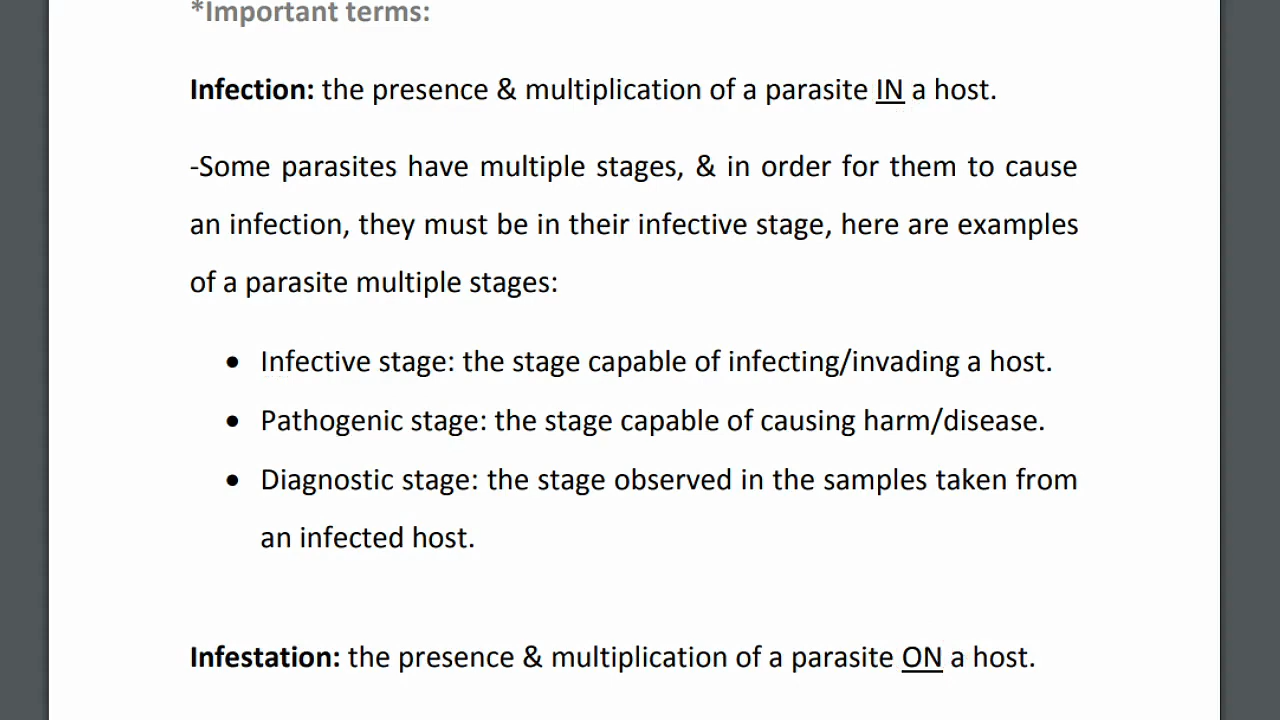 *Important terms:
Infection: the presence & multiplication of a parasite IN a host.
-Some parasites have multiple stages, & in order for them to cause
an infection, they must be in their infective stage, here are examples
of a parasite multiple stages:
• Infective stage: the stage capable of infecting/invading a host.
• Pathogenic stage: the stage capable of causing harm/disease.
• Diagnostic stage: the stage observed in the samples taken from
an infected host.
Infestation: the presence & multiplication of a parasite ON a host.